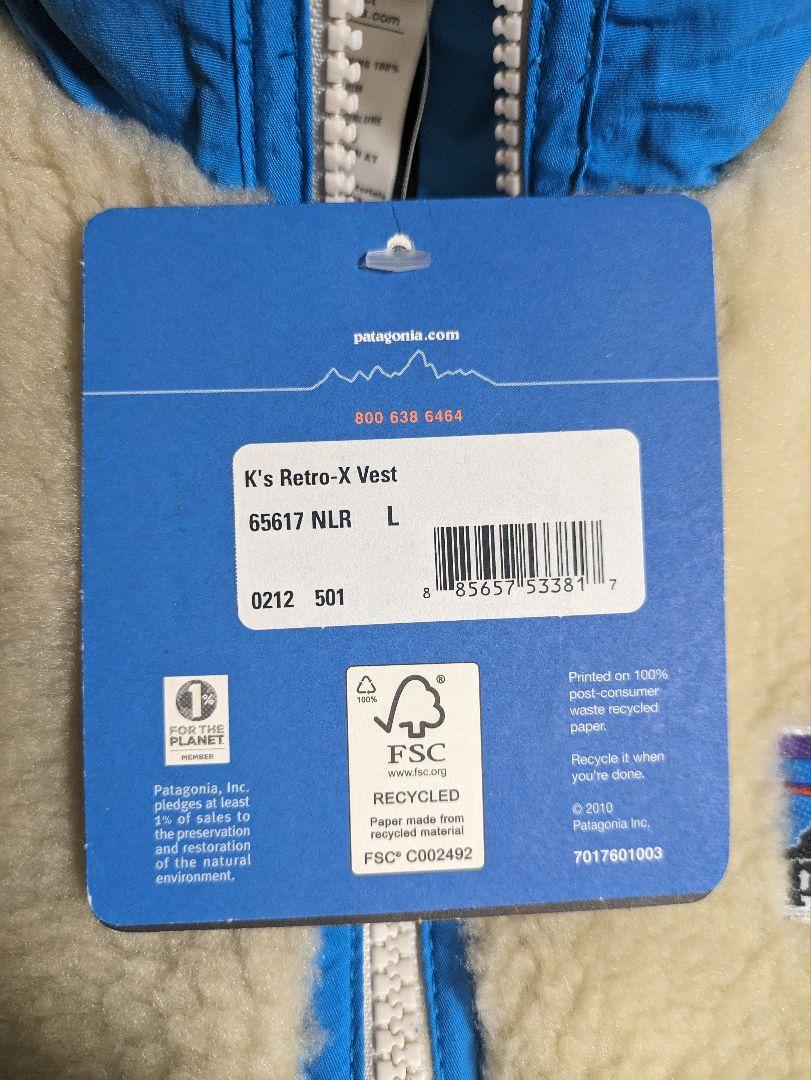 .com
100%
patagonia.com
800 638 6464
K's Retro-X Vest
65617 NLR L
0212 501
8 85657 53381 7
1%
FOR THE
PLANET
MEMBER
Patagonia, Inc.
pledges at least
1% of sales to
the preservation
and restoration
of the natural
environment.
100%
®
FSC
www.fsc.org
RECYCLED
Paper made from
recycled material
FSC® C002492
Printed on 100%
post-consumer
waste recycled
paper.
Recycle it when
you're done.
© 2010
Patagonia Inc.
7017601003